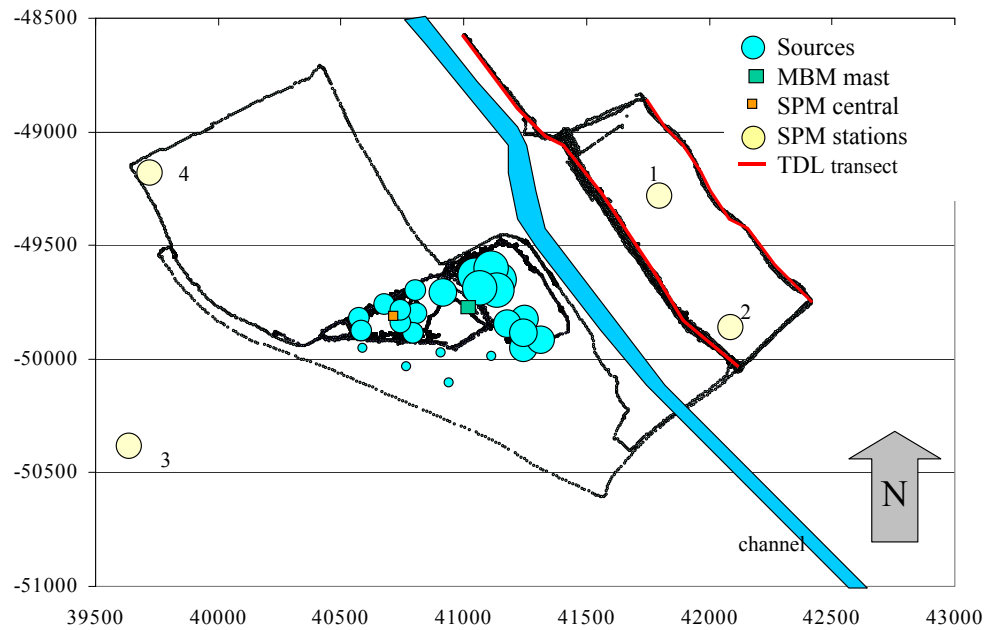 -48500
Sources
MBM mast
SPM central
SPM stations
TDL transect
-49000
4
1
-49500
2
-50000
3
-50500
N
channel
-51000
39500 40000 40500 41000 41500 42000 42500 43000